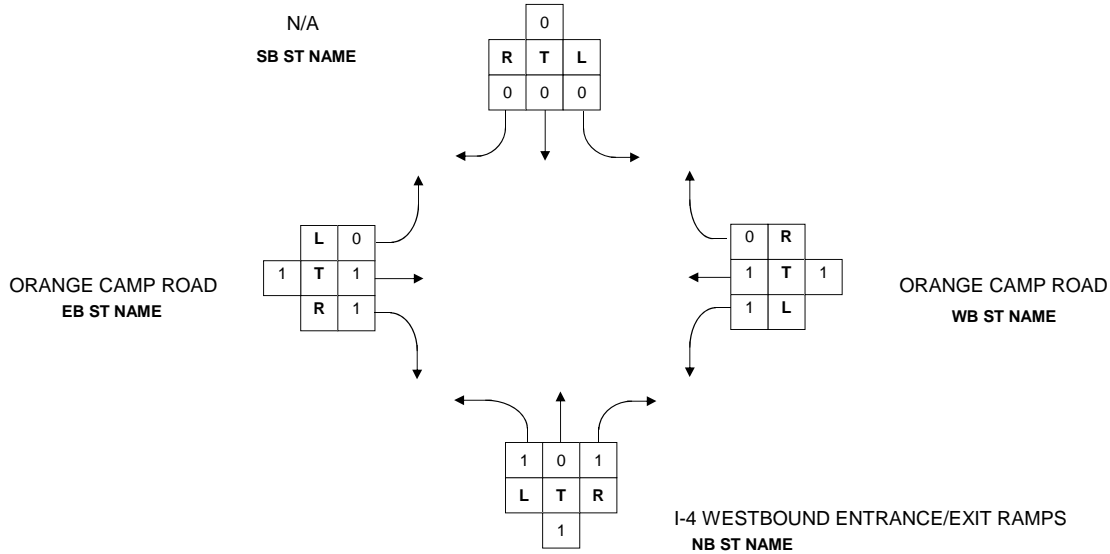 N/A
SB ST NAME
0
R T L
0 0 0
L 0
1 T 1
R 1
ORANGE CAMP ROAD
EB ST NAME
0 R
1 T 1
1 L
ORANGE CAMP ROAD
WB ST NAME
1 0 1
L T R
1
I-4 WESTBOUND ENTRANCE/EXIT RAMPS
NB ST NAME